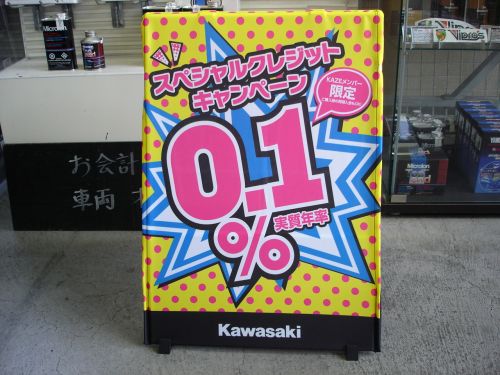 スペシャルクレジット
キャンペーン
KAZEメンバー
限定
0.1
%
実質年率
Kawasaki
お会計
車両
Microlon
Microlon